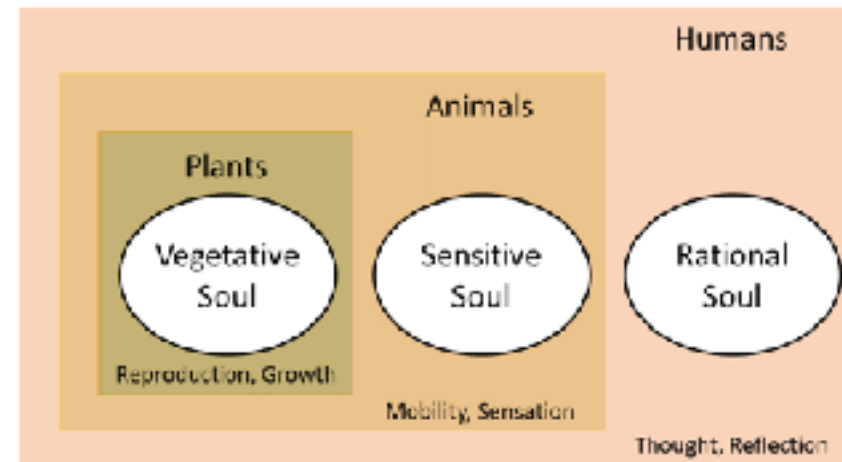 Humans
Animals
Plants
Vegetative
Soul
Sensitive
Soul
Rational
Soul
Reproduction, Growth
Mobility, Sensation
Thought, Reflection